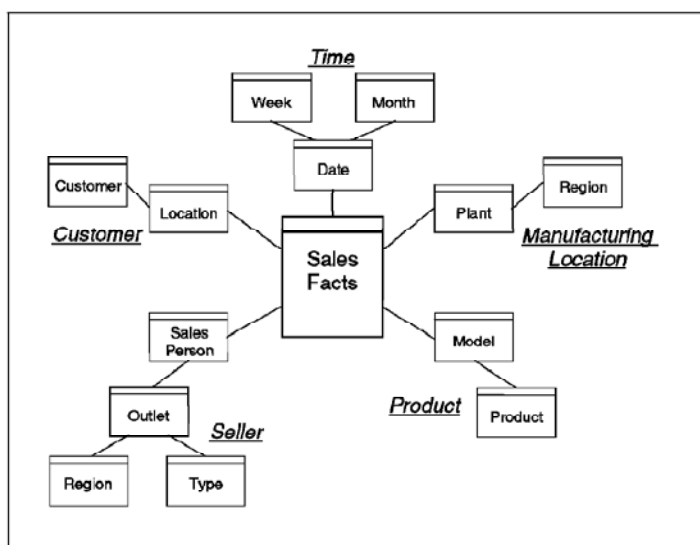 Time
Week
Month
Date
Customer
Location
Customer
Plant
Region
Manufacturing
Location
Sales
Facts
Sales
Person
Model
Outlet
Seller
Product
Product
Region
Type